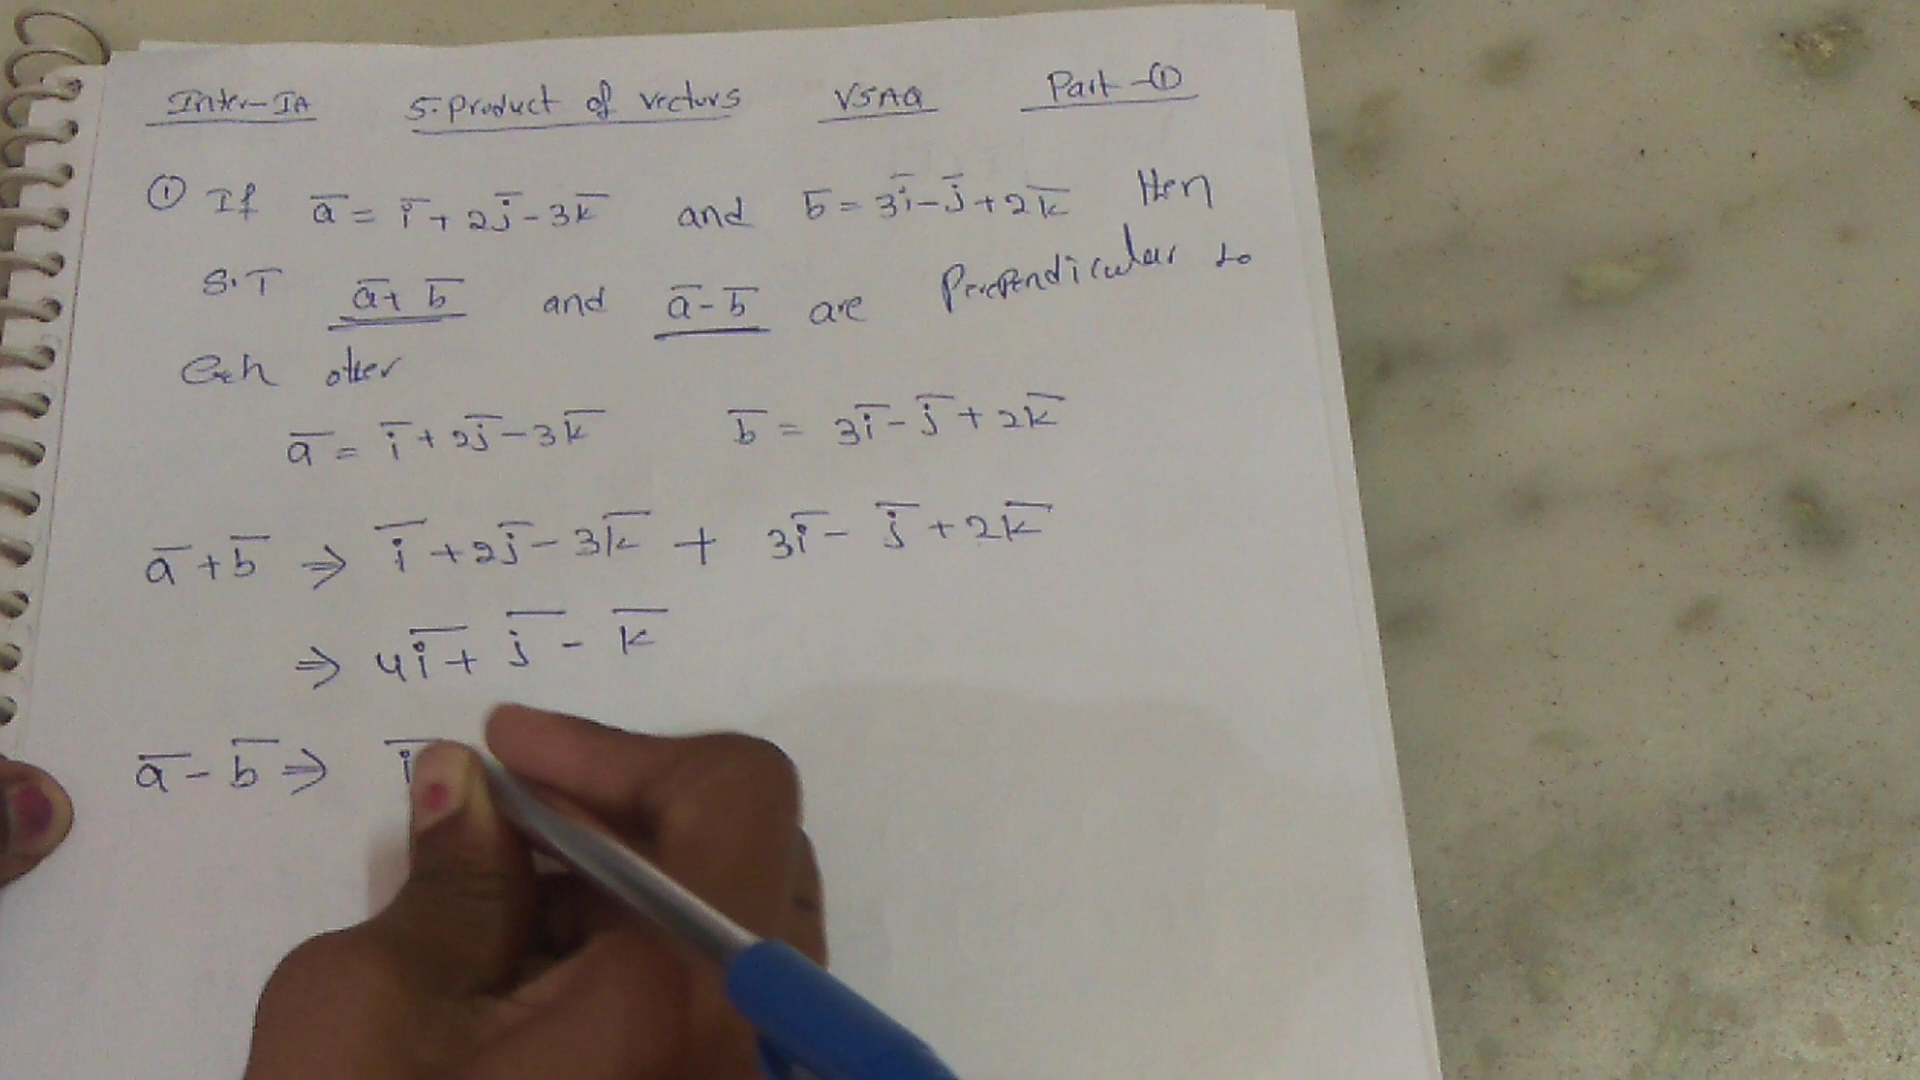 Inter-IA 5. Product of vectors VSAQ Part-①
① If a̅ = i̅ + 2j̅ - 3k̅ and b̅ = 3i̅ - j̅ + 2k̅ then
S.T a̅ + b̅ and a̅ - b̅ are Perpendicular to
Each other
a̅ = i̅ + 2j̅ - 3k̅ b̅ = 3i̅ - j̅ + 2k̅
a̅ + b̅ ⇒ i̅ + 2j̅ - 3k̅ + 3i̅ - j̅ + 2k̅
⇒ 4i̅ + j̅ - k̅
a̅ - b̅ ⇒ i̅